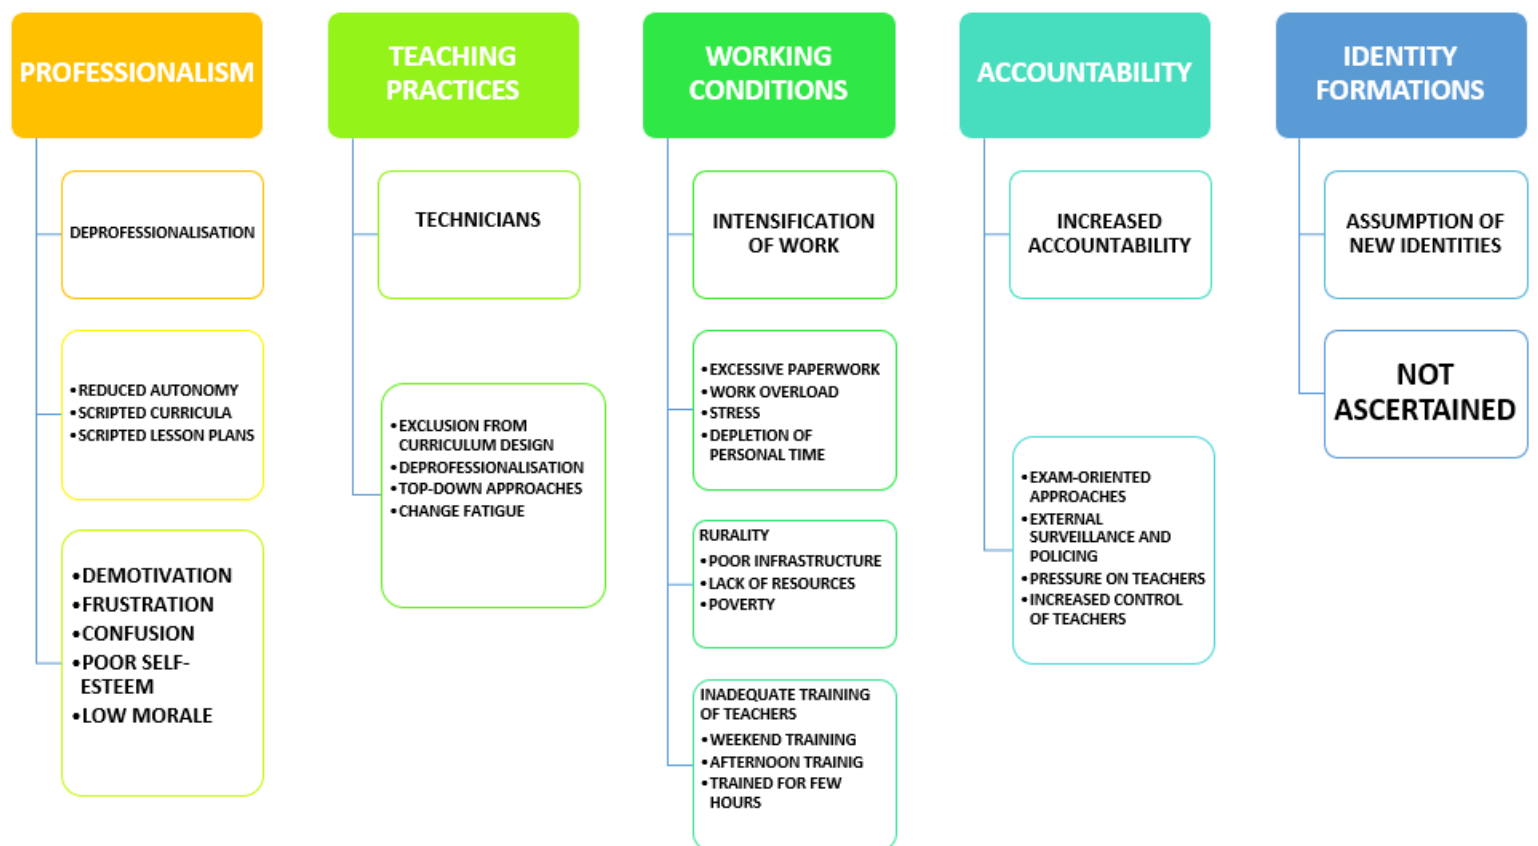 PROFESSIONALISM
DEPROFESSIONALISATION
•REDUCED AUTONOMY
•SCRIPTED CURRICULA
•SCRIPTED LESSON PLANS
•DEMOTIVATION
•FRUSTRATION
•CONFUSION
•POOR SELF-
ESTEEM
•LOW MORALE
TEACHING
PRACTICES
TECHNICIANS
•EXCLUSION FROM
CURRICULUM DESIGN
•DEPROFESSIONALISATION
•TOP-DOWN APPROACHES
•CHANGE FATIGUE
WORKING
CONDITIONS
INTENSIFICATION
OF WORK
•EXCESSIVE PAPERWORK
•WORK OVERLOAD
•STRESS
•DEPLETION OF
PERSONAL TIME
RURALITY
•POOR INFRASTRUCTURE
•LACK OF RESOURCES
•POVERTY
INADEQUATE TRAINING
OF TEACHERS
•WEEKEND TRAINING
•AFTERNOON TRAINIG
•TRAINED FOR FEW
HOURS
ACCOUNTABILITY
INCREASED
ACCOUNTABILITY
•EXAM-ORIENTED
APPROACHES
•EXTERNAL
SURVEILLANCE AND
POLICING
•PRESSURE ON TEACHERS
•INCREASED CONTROL
OF TEACHERS
IDENTITY
FORMATIONS
ASSUMPTION OF
NEW IDENTITIES
NOT
ASCERTAINED